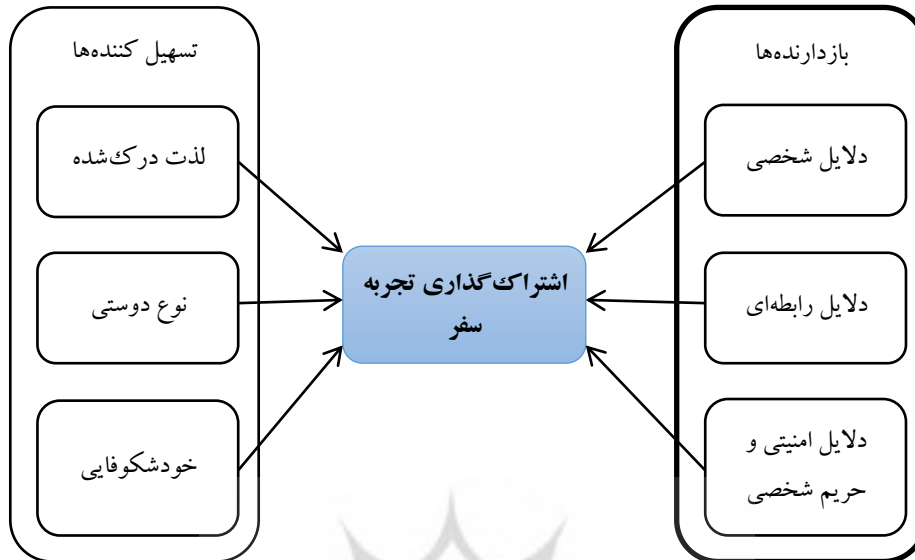 بازدارنده‌ها
دلایل شخصی
دلایل رابطه‌ای
دلایل امنیتی و
حریم شخصی
اشتراک‌گذاری تجربه
سفر
تسهیل کننده‌ها
لذت درک‌شده
نوع دوستی
خودشکوفایی